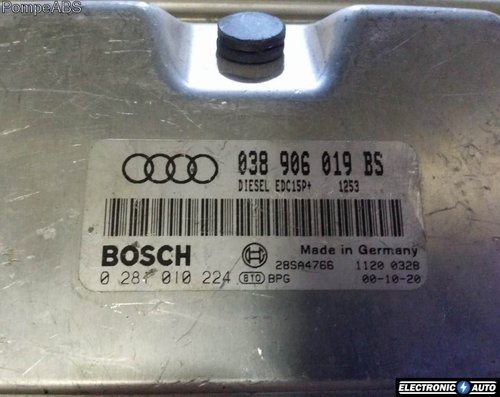 PompeABS
038 906 019 BS
DIESEL EDC15P+ 1253
BOSCH
Made in Germany
28SA4766 1120 0328
0 281 010 224 BTO BPG 00-10-20
ELECTRONIC AUTO